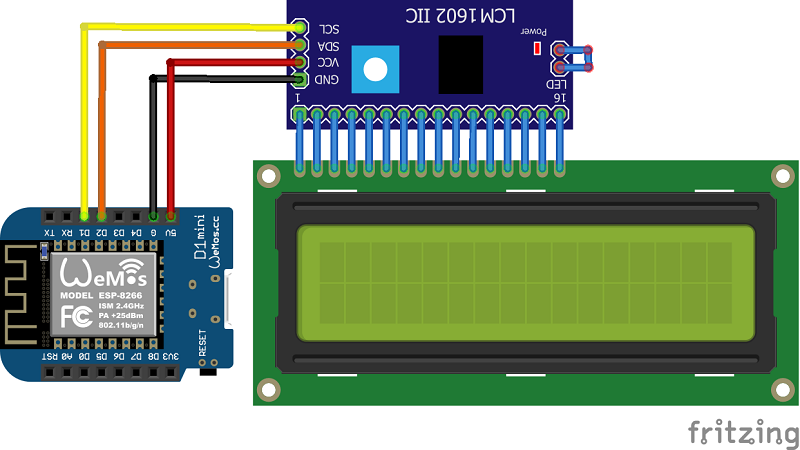 LCM 1602 IIC
SCL
SDA
VCC
GND
Power
LED
1
16
TX RX D1 D2 D3 D4 G 5V
D1mini
WeMos.cc
WeMos
MODEL ESP-8266
ISM 2.4GHz
PA +25dBm
802.11b/g/n
FC
RST A0 D0 D5 D6 D7 D8 3V3
RESET
fritzing